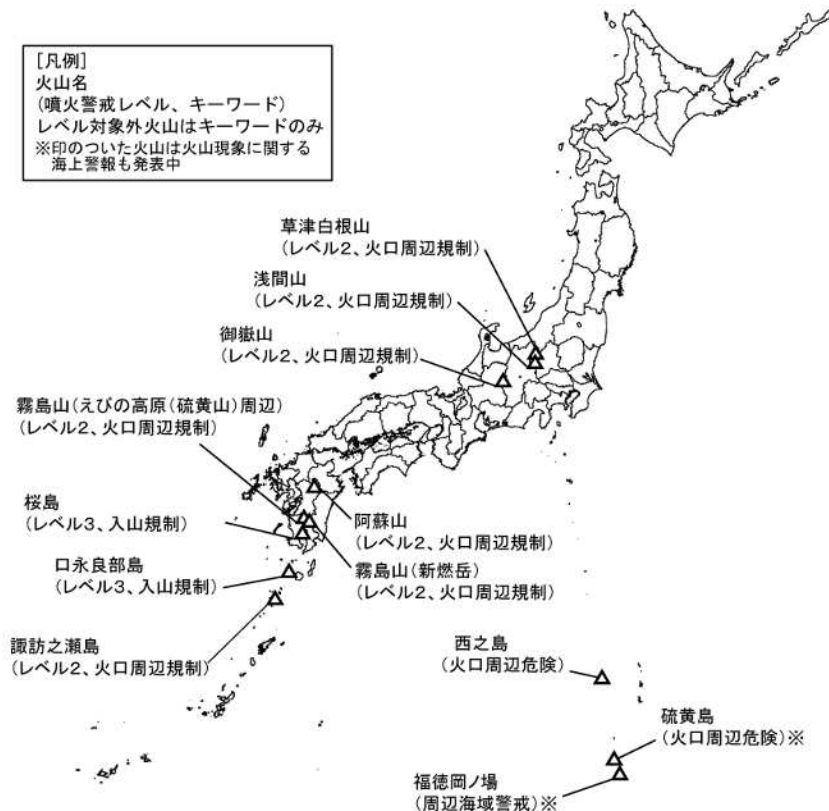 [凡例]
火山名
(噴火警戒レベル、キーワード)
レベル対象外火山はキーワードのみ
※印のついた火山は火山現象に関する
海上警報も発表中
草津白根山
(レベル2、火口周辺規制)
浅間山
(レベル2、火口周辺規制)
御嶽山
(レベル2、火口周辺規制)
霧島山(えびの高原(硫黄山)周辺)
(レベル2、火口周辺規制)
桜島
(レベル3、入山規制)
口永良部島
(レベル3、入山規制)
諏訪之瀬島
(レベル2、火口周辺規制)
阿蘇山
(レベル2、火口周辺規制)
霧島山(新燃岳)
(レベル2、火口周辺規制)
西之島
(火口周辺危険)
硫黄島
(火口周辺危険)※
福徳岡ノ場
(周辺海域警戒)※